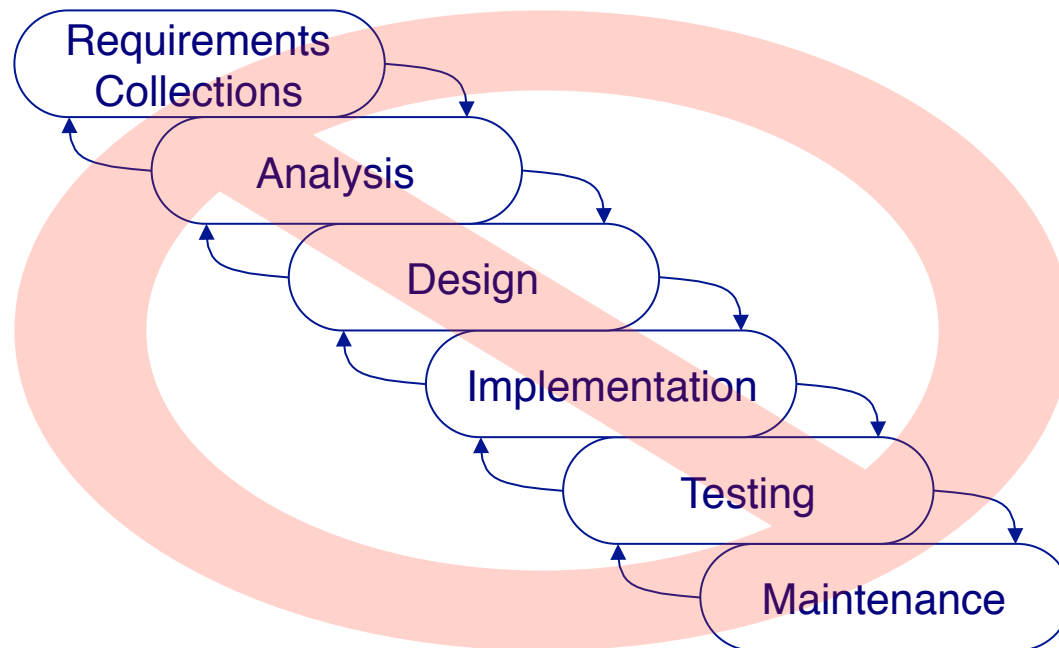 Requirements
Collections
Analysis
Design
Implementation
Testing
Maintenance